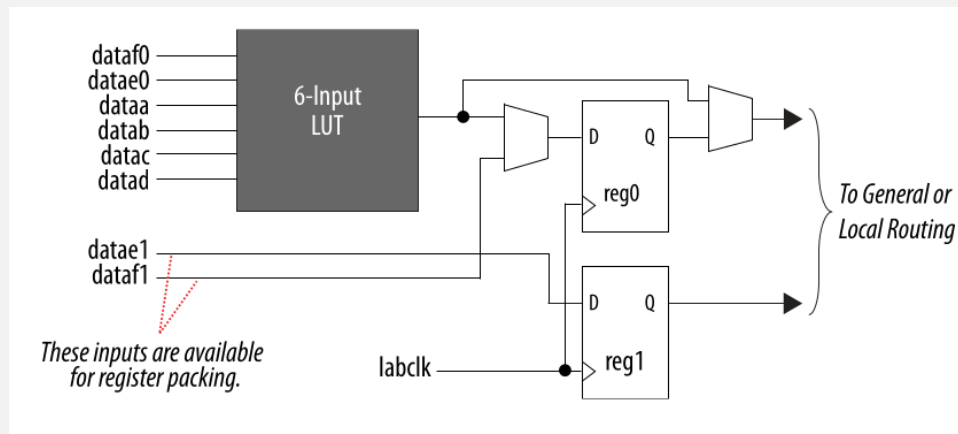 dataf0
datae0
dataa
datab
datac
datad
6-Input
LUT
D
Q
reg0
To General or
Local Routing
datae1
dataf1
These inputs are available
for register packing.
D
Q
reg1
labclk